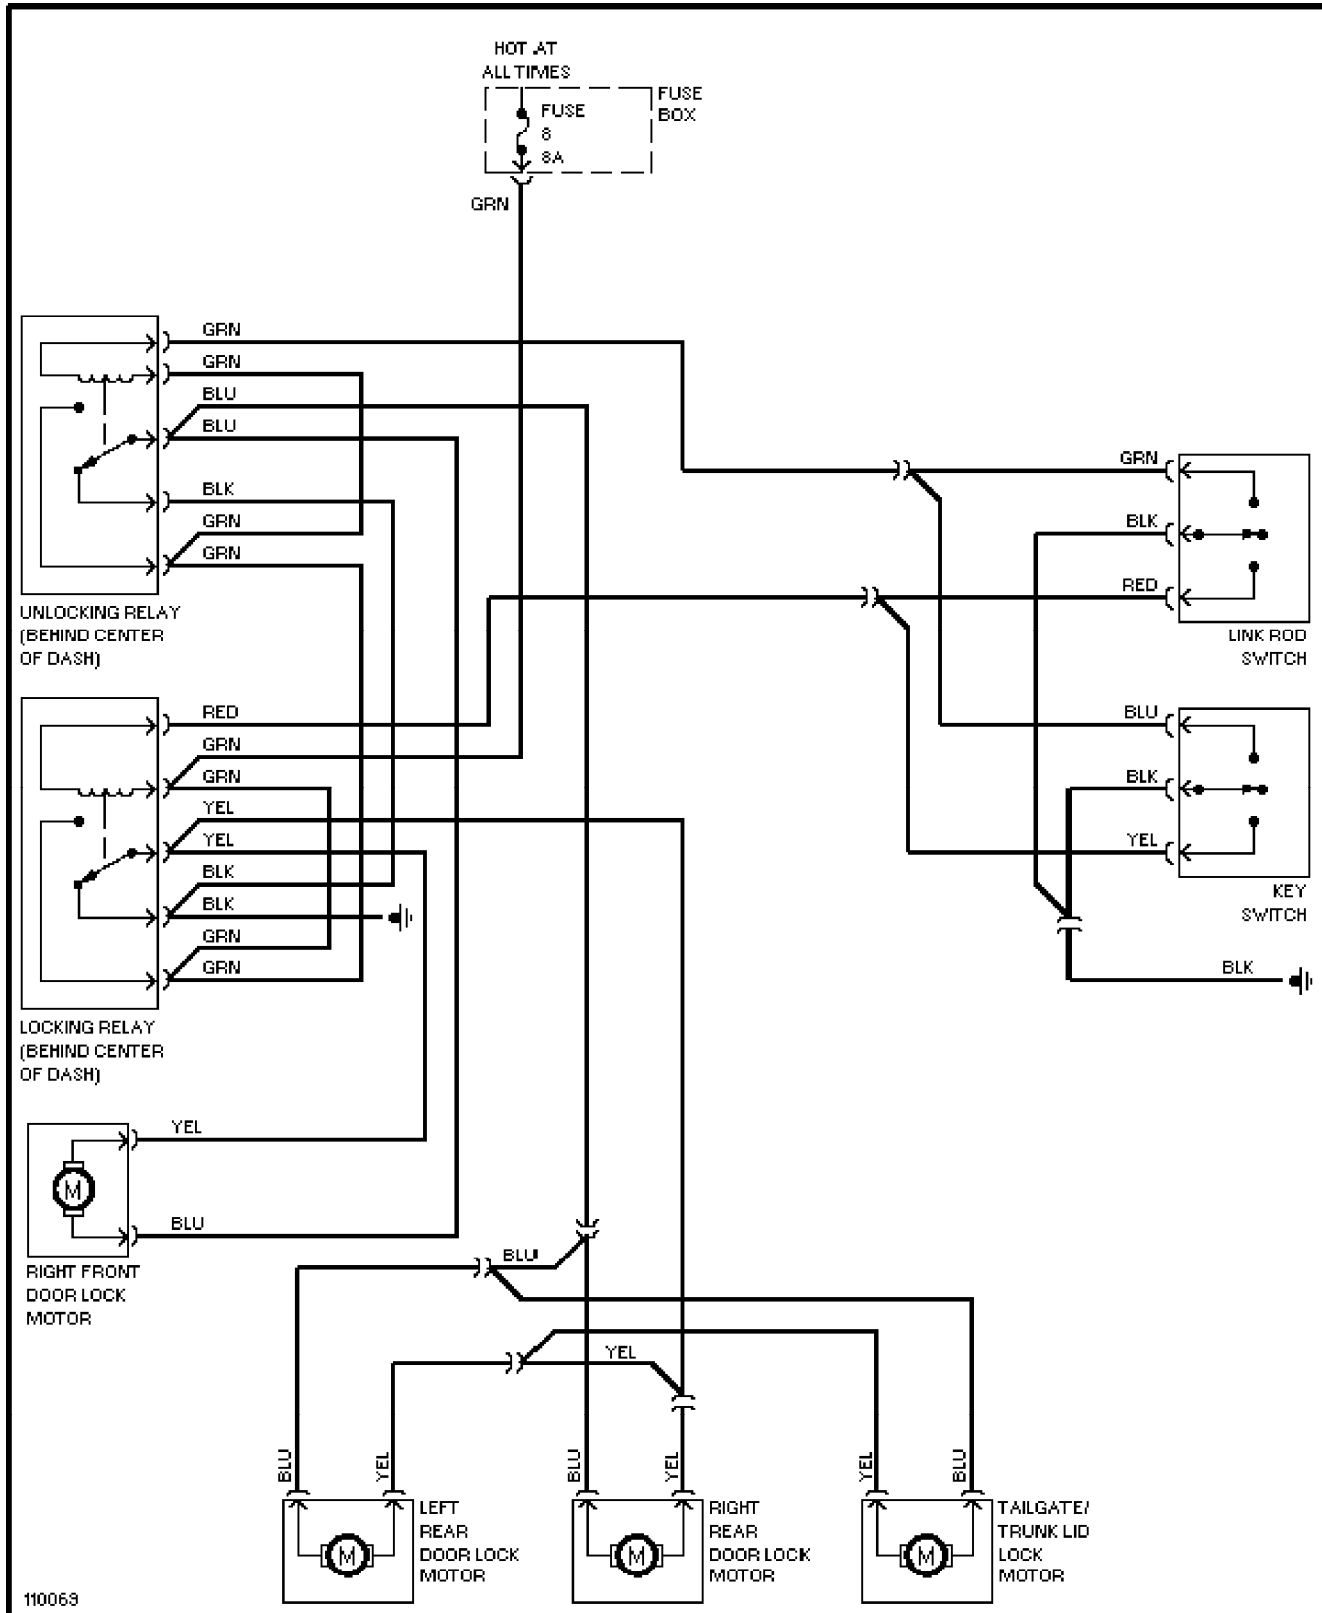 HOT AT
ALL TIMES
FUSE
BOX
FUSE
8
8A
GRN
GRN
GRN
BLU
BLU
BLK
GRN
GRN
UNLOCKING RELAY
(BEHIND CENTER
OF DASH)
GRN
BLK
RED
LINK ROD
SWITCH
RED
GRN
GRN
YEL
YEL
BLK
BLK
GRN
GRN
LOCKING RELAY
(BEHIND CENTER
OF DASH)
BLU
BLK
YEL
KEY
SWITCH
BLK
YEL
M
BLU
RIGHT FRONT
DOOR LOCK
MOTOR
BLU
YEL
BLU
YEL
BLU
YEL
YEL
BLU
M
LEFT
REAR
DOOR LOCK
MOTOR
M
RIGHT
REAR
DOOR LOCK
MOTOR
M
TAILGATE/
TRUNK LID
LOCK
MOTOR
110069